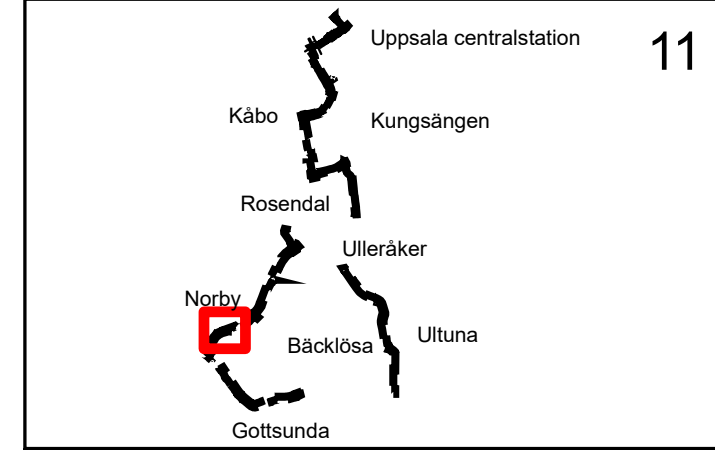 Uppsala centralstation
11
Kåbo
Kungsängen
Rosendal
Ulleråker
Norby
Bäcklösa
Ultuna
Gottsunda